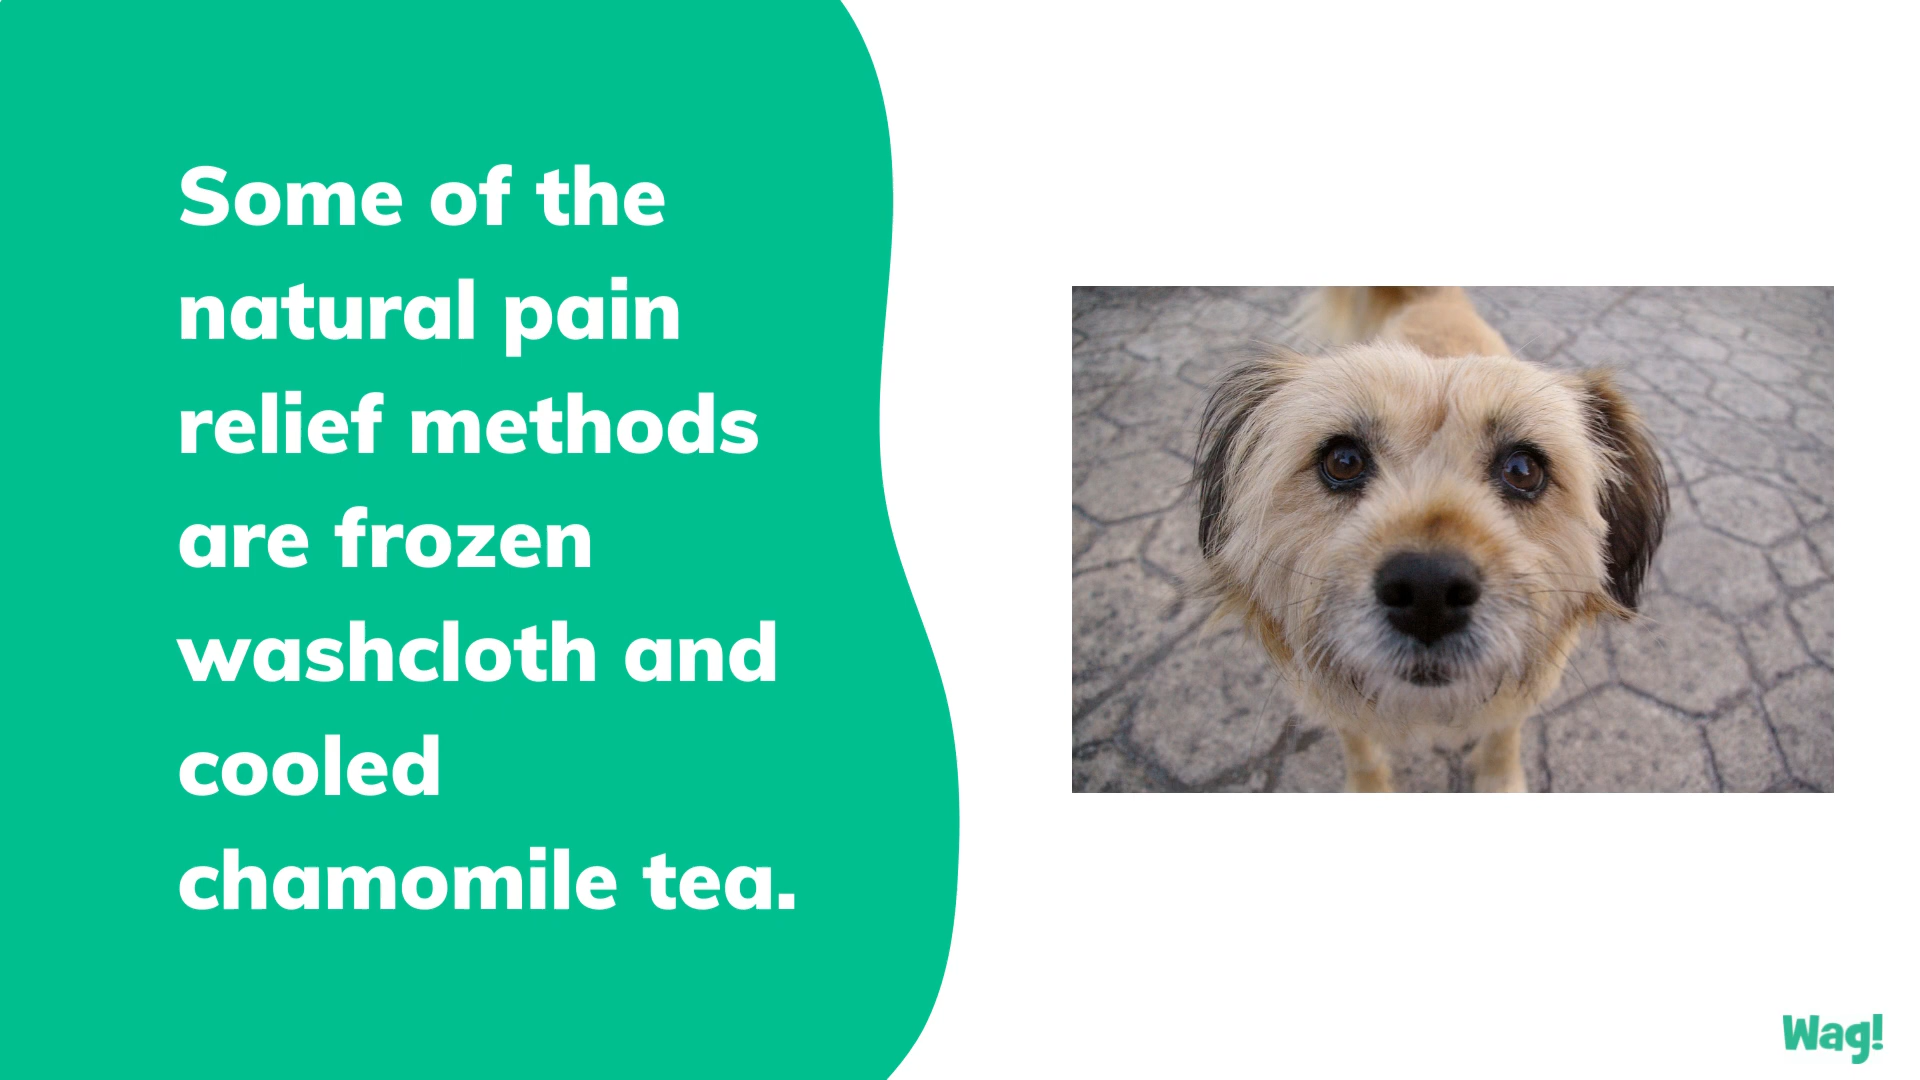 Some of the
natural pain
relief methods
are frozen
washcloth and
cooled
chamomile tea.
Wag!